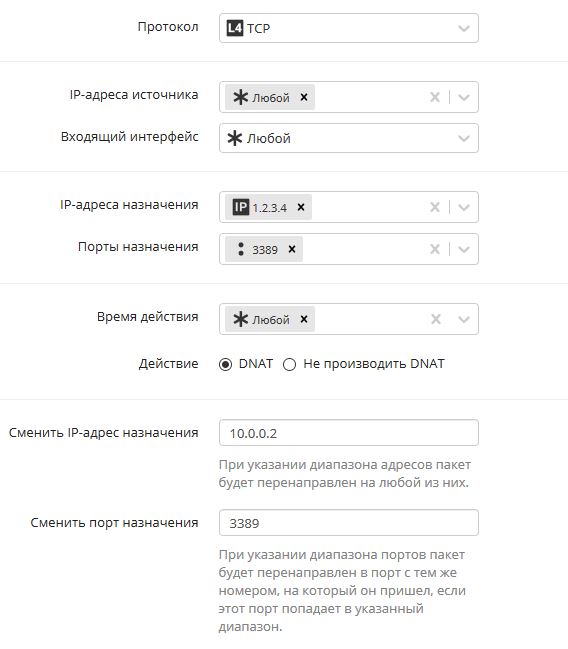 Протокол L4 TCP
IP-адреса источника Любой
Входящий интерфейс Любой
IP-адреса назначения IP 1.2.3.4
Порты назначения 3389
Время действия Любой
Действие DNAT Не производить DNAT
Сменить IP-адрес назначения 10.0.0.2
При указании диапазона адресов пакет
будет перенаправлен на любой из них.
Сменить порт назначения 3389
При указании диапазона портов пакет
будет перенаправлен в порт с тем же
номером, на который он пришел, если
этот порт попадает в указанный
диапазон.